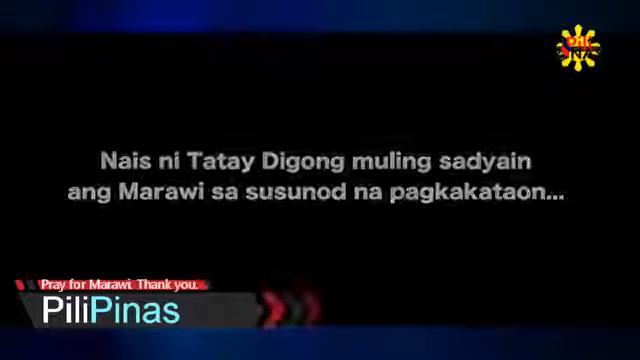 Nais ni Tatay Digong muling sadyain
ang Marawi sa susunod na pagkakataon...
Pray for Marawi. Thank you.
PiliPinas